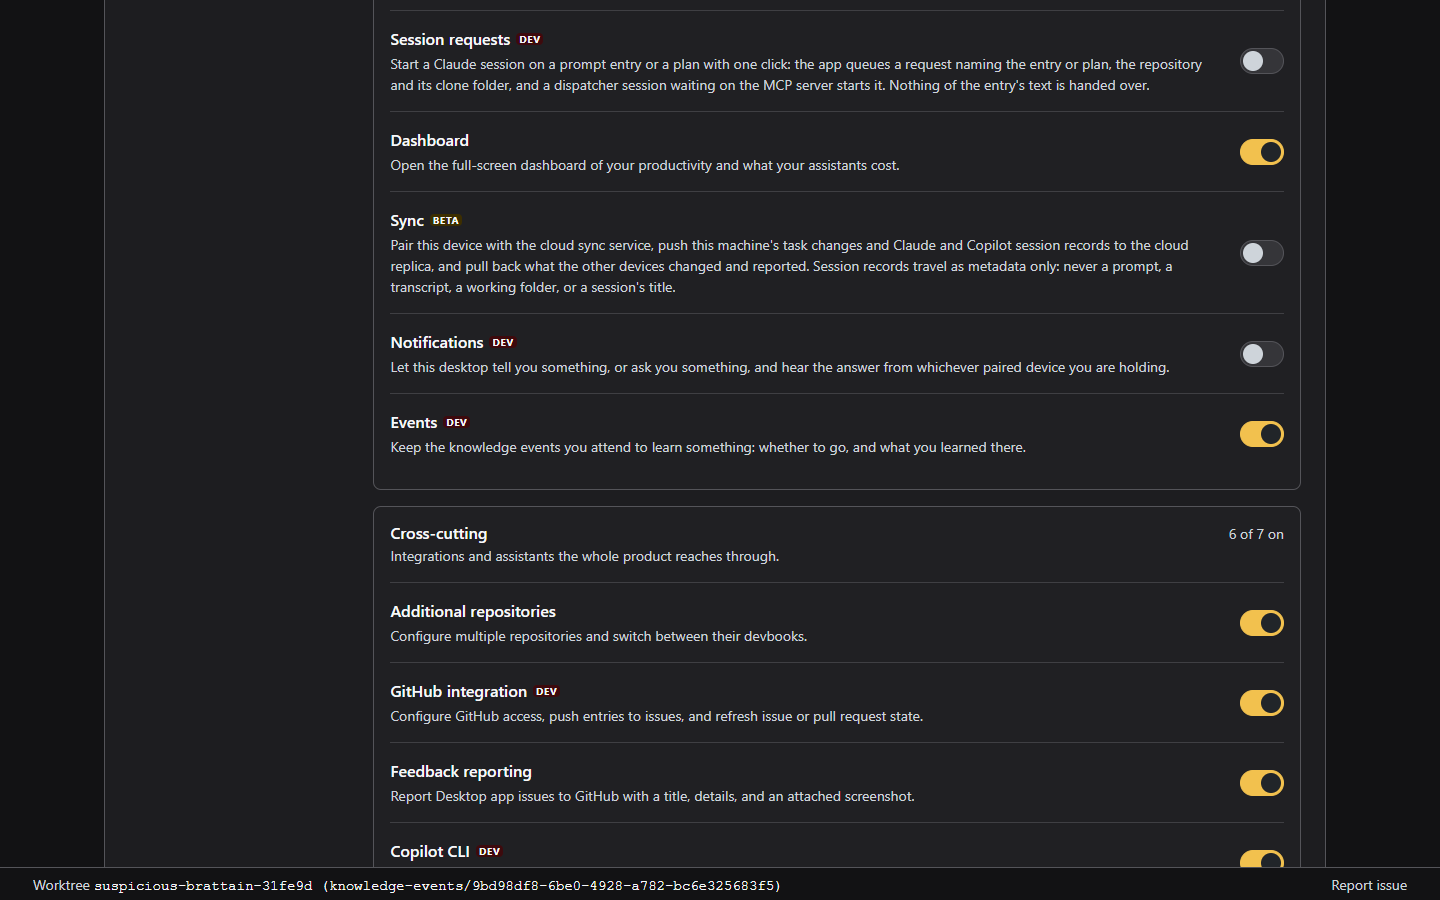 Session requests DEV
Start a Claude session on a prompt entry or a plan with one click: the app queues a request naming the entry or plan, the repository
and its clone folder, and a dispatcher session waiting on the MCP server starts it. Nothing of the entry's text is handed over.
Dashboard
Open the full-screen dashboard of your productivity and what your assistants cost.
Sync BETA
Pair this device with the cloud sync service, push this machine's task changes and Claude and Copilot session records to the cloud
replica, and pull back what the other devices changed and reported. Session records travel as metadata only: never a prompt, a
transcript, a working folder, or a session's title.
Notifications DEV
Let this desktop tell you something, or ask you something, and hear the answer from whichever paired device you are holding.
Events DEV
Keep the knowledge events you attend to learn something: whether to go, and what you learned there.
Cross-cutting
6 of 7 on
Integrations and assistants the whole product reaches through.
Additional repositories
Configure multiple repositories and switch between their devbooks.
GitHub integration DEV
Configure GitHub access, push entries to issues, and refresh issue or pull request state.
Feedback reporting
Report Desktop app issues to GitHub with a title, details, and an attached screenshot.
Copilot CLI DEV
Worktree suspicious-brattain-31fe9d (knowledge-events/9bd98df8-6be0-4928-a782-bc6e325683f5)
Report issue